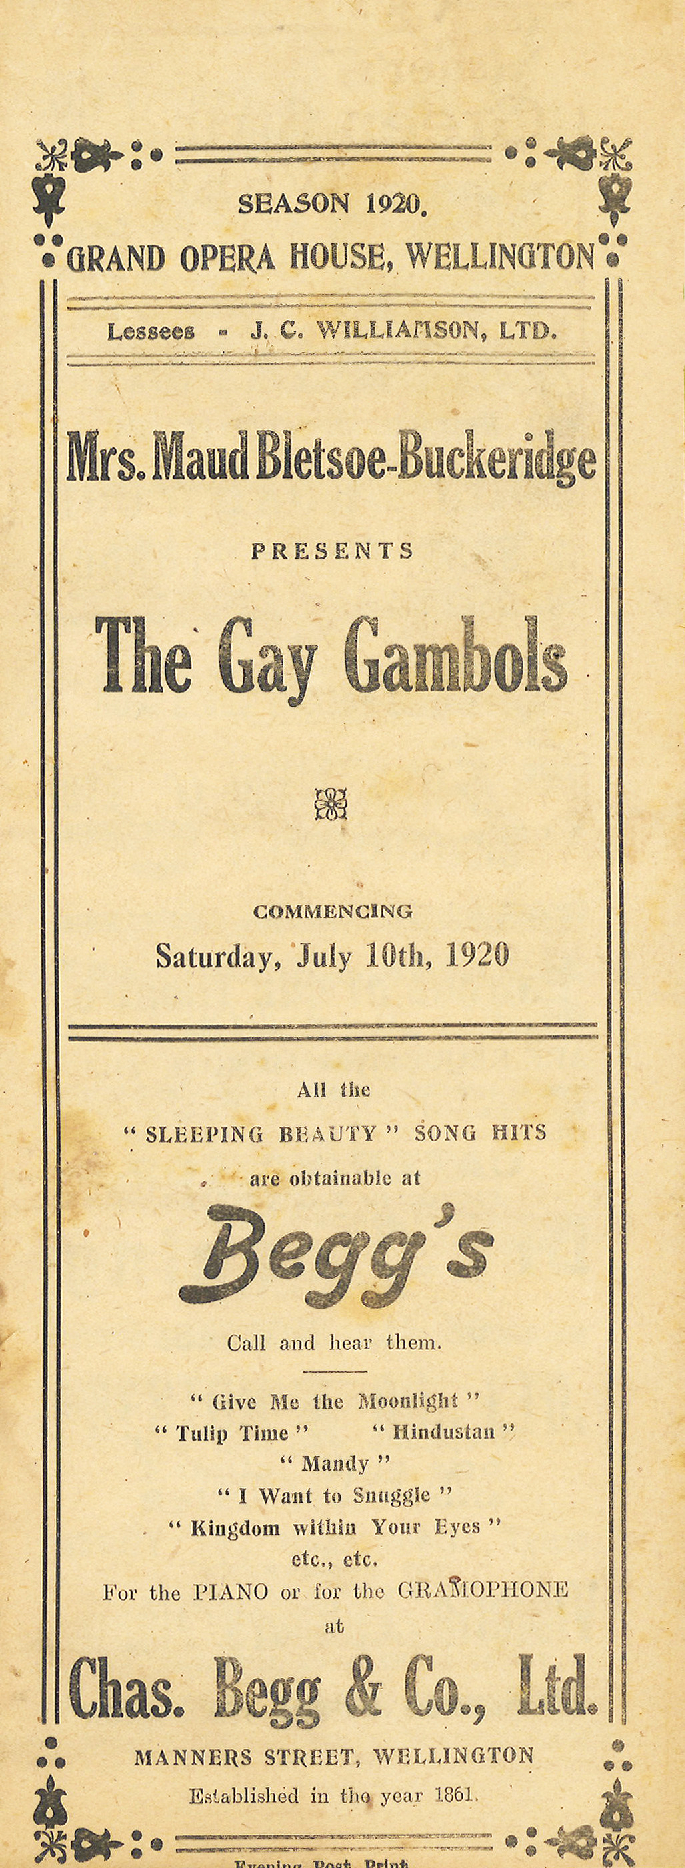 SEASON 1920.
GRAND OPERA HOUSE, WELLINGTON
Lessees - J. C. WILLIAMSON, LTD.
Mrs. Maud Bletsoe-Buckeridge
PRESENTS
The Gay Gambols
COMMENCING
Saturday, July 10th, 1920
All the
“ SLEEPING BEAUTY ” SONG HITS
are obtainable at
Begg's
Call and hear them.
“ Give Me the Moonlight ”
“ Tulip Time ” “ Hindustan ”
“ Mandy ”
“ I Want to Snuggle ”
“ Kingdom within Your Eyes ”
etc., etc.
For the PIANO or for the GRAMOPHONE
at
Chas. Begg & Co., Ltd.
MANNERS STREET, WELLINGTON
Established in the year 1861.
Evening Post Print